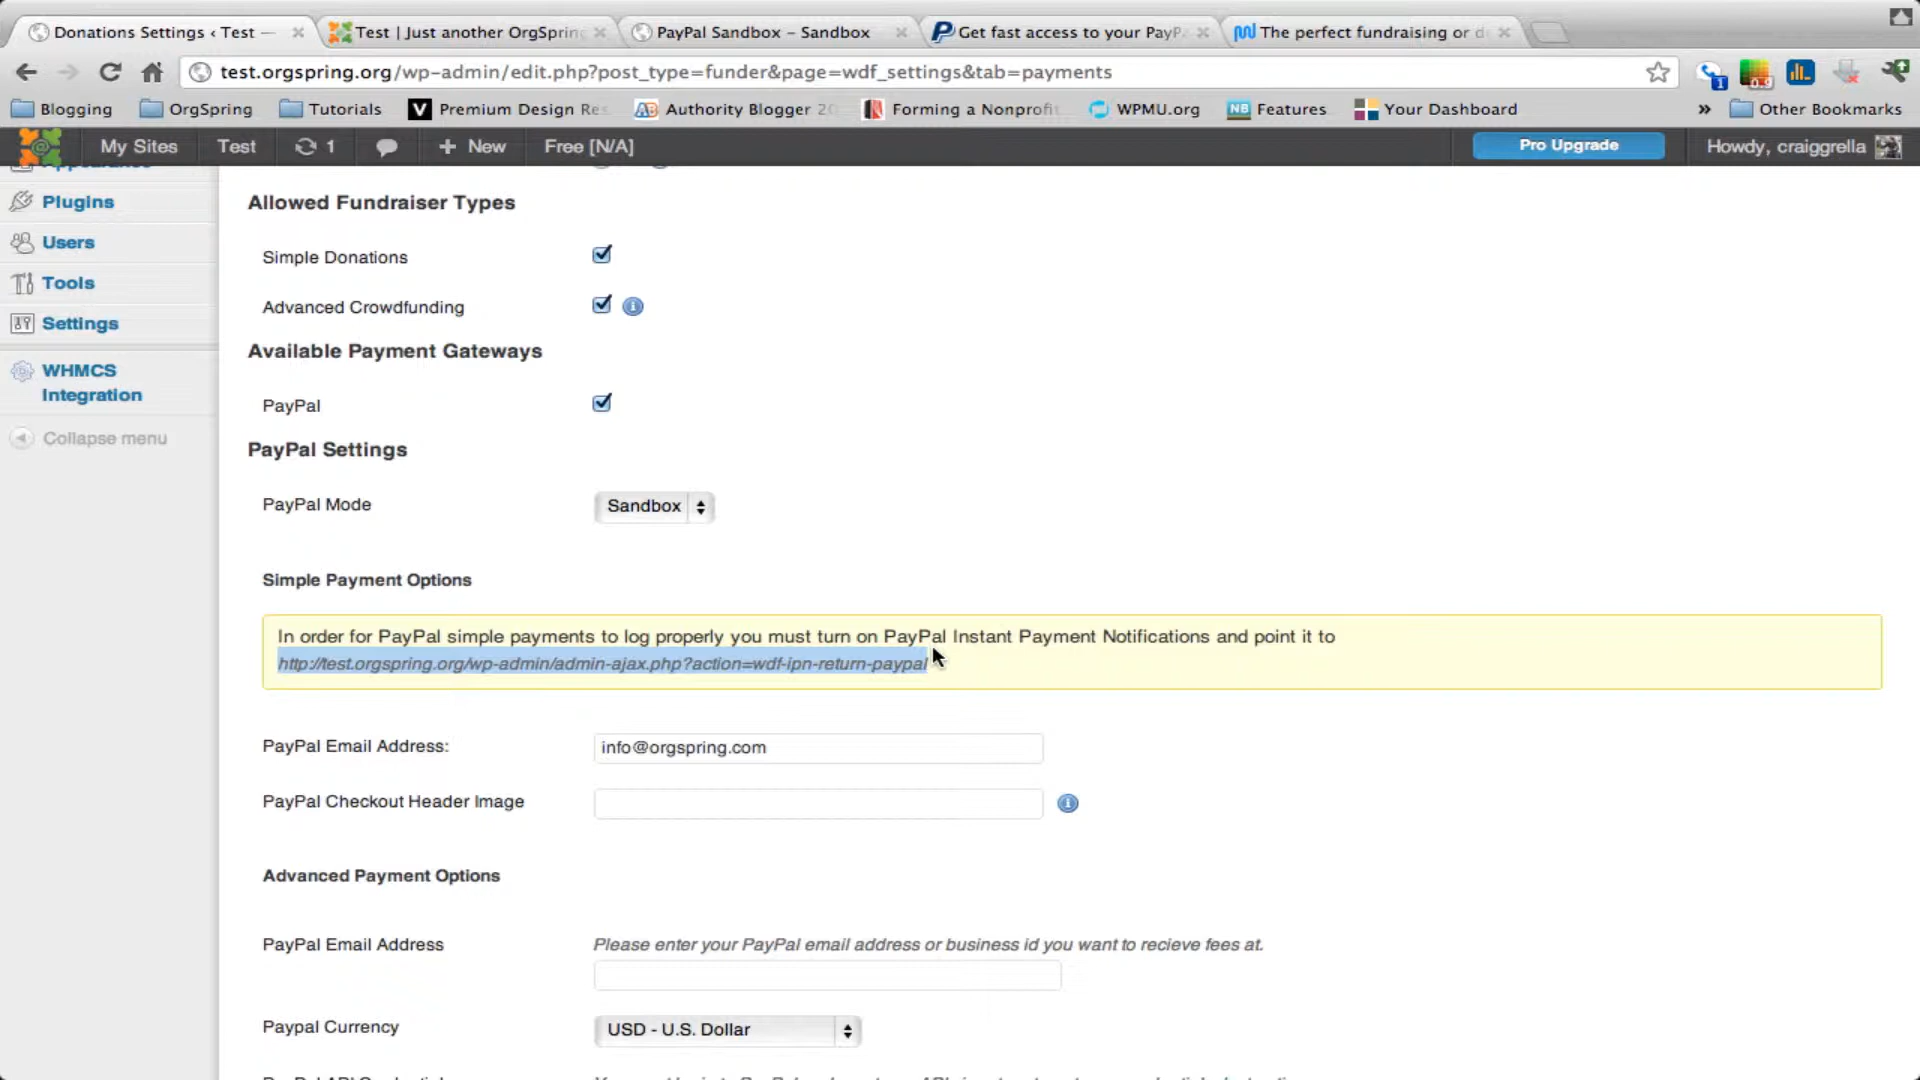 Donations Settings ‹ Test —
Test | Just another OrgSpring
PayPal Sandbox – Sandbox
Get fast access to your PayP
The perfect fundraising or d
test.orgspring.org/wp-admin/edit.php?post_type=funder&page=wdf_settings&tab=payments
Blogging
OrgSpring
Tutorials
Premium Design Res
Authority Blogger 20
Forming a Nonprofit
WPMU.org
Features
Your Dashboard
»
Other Bookmarks
My Sites
Test
1
+ New
Free [N/A]
Pro Upgrade
Howdy, craiggrella
Appearance
Plugins
Users
Tools
Settings
WHMCS
Integration
Collapse menu
Allowed Fundraiser Types
Simple Donations
Advanced Crowdfunding
Available Payment Gateways
PayPal
PayPal Settings
PayPal Mode
Sandbox
Simple Payment Options
In order for PayPal simple payments to log properly you must turn on PayPal Instant Payment Notifications and point it to
http://test.orgspring.org/wp-admin/admin-ajax.php?action=wdf-ipn-return-paypal
PayPal Email Address:
info@orgspring.com
PayPal Checkout Header Image
Advanced Payment Options
PayPal Email Address
Please enter your PayPal email address or business id you want to recieve fees at.
Paypal Currency
USD - U.S. Dollar